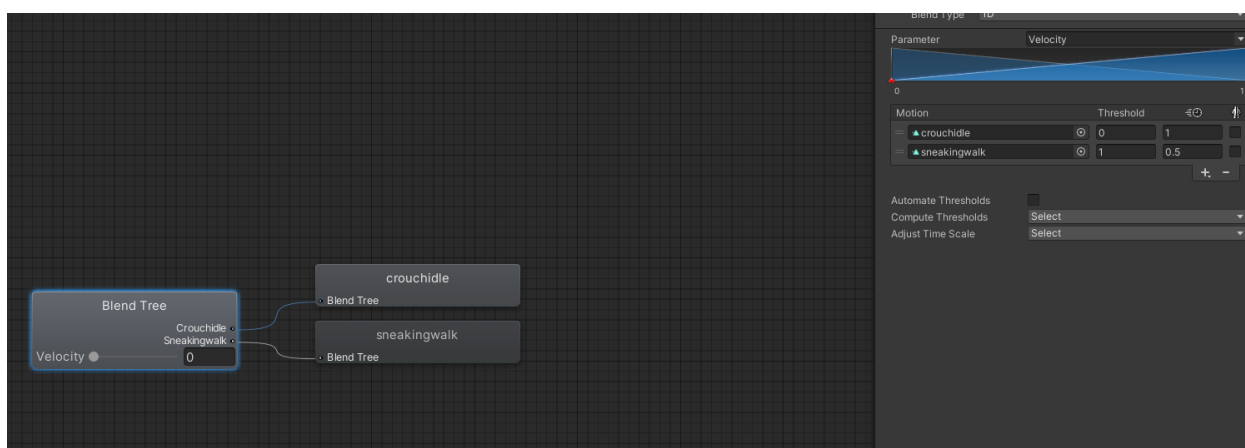 Blend Type 1D
Parameter Velocity
0 1
Motion Threshold
crouchidle 0 1
sneakingwalk 1 0.5
+ -
Automate Thresholds
Compute Thresholds Select
Adjust Time Scale Select
crouchidle
Blend Tree
Blend Tree
Crouchidle
Sneakingwalk
Velocity 0
sneakingwalk
Blend Tree